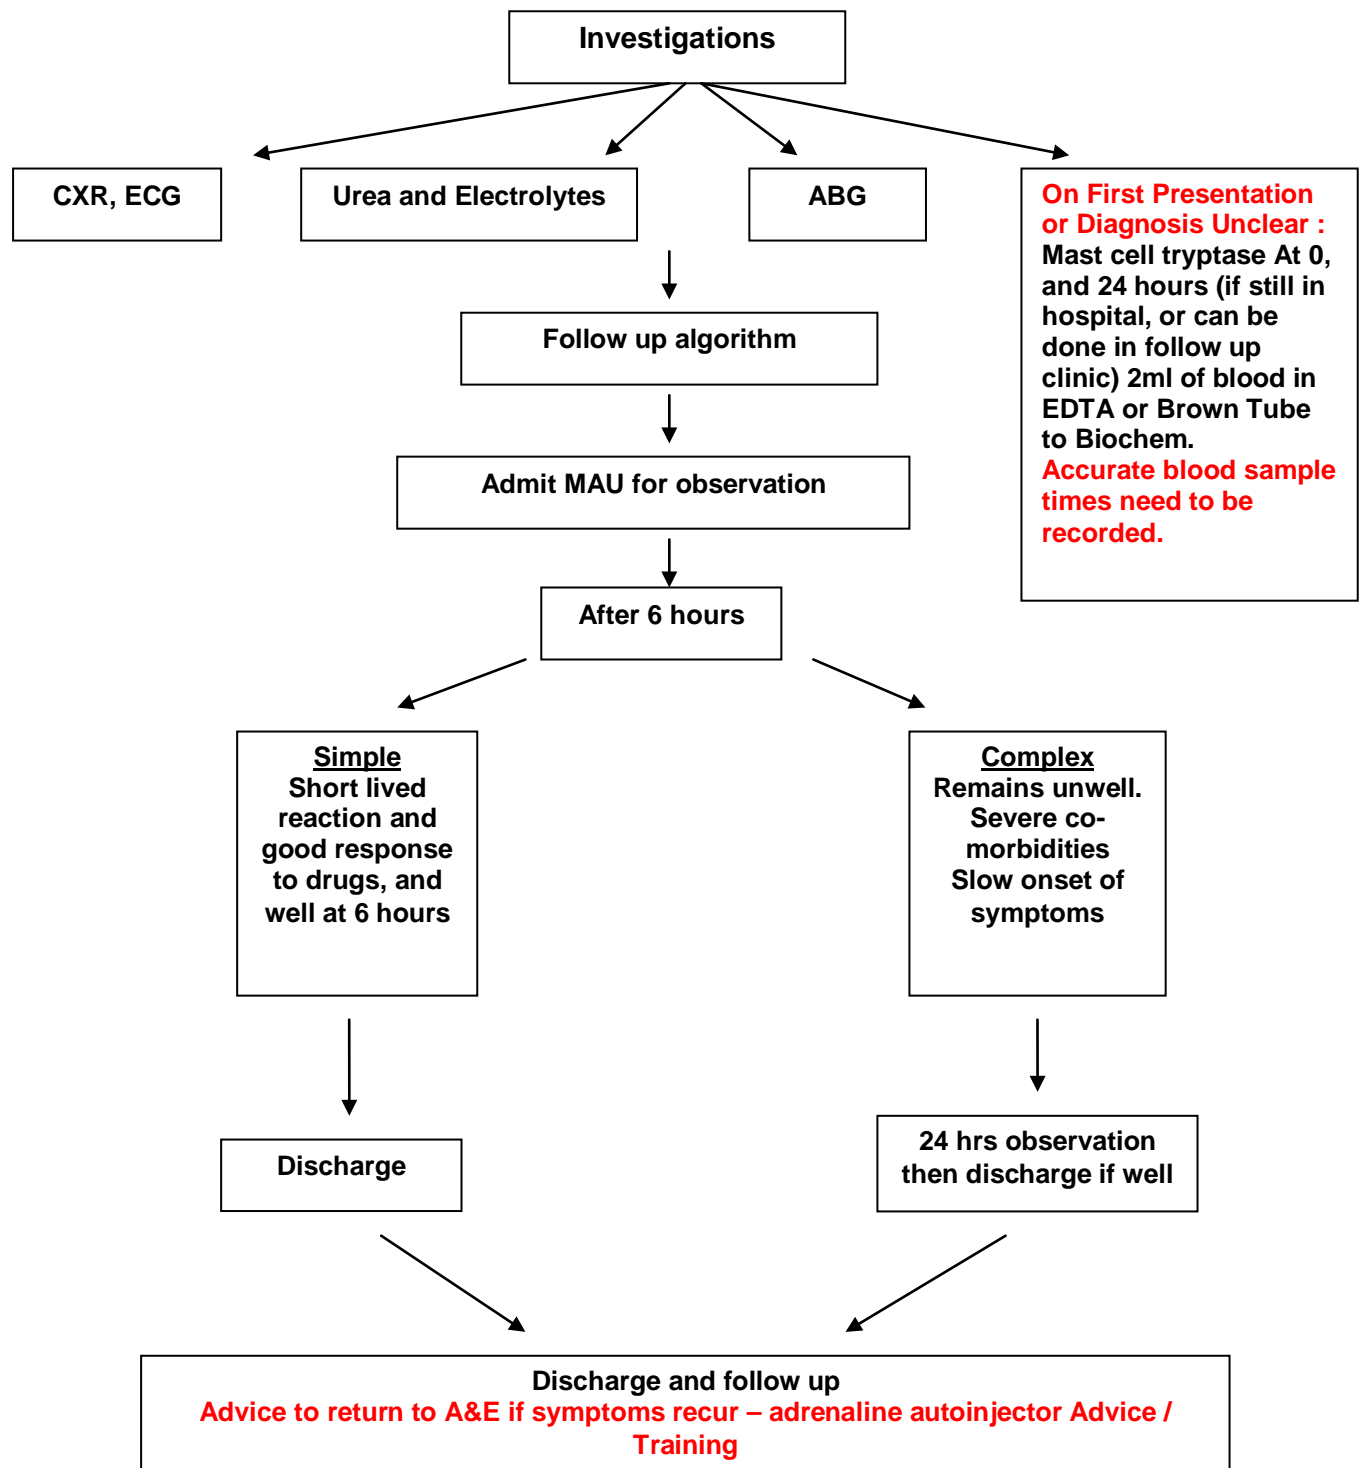 Investigations
CXR, ECG
Urea and Electrolytes
ABG
On First Presentation
or Diagnosis Unclear :
Mast cell tryptase At 0,
and 24 hours (if still in
hospital, or can be
done in follow up
clinic) 2ml of blood in
EDTA or Brown Tube
to Biochem.
Accurate blood sample
times need to be
recorded.
Follow up algorithm
Admit MAU for observation
After 6 hours
Simple
Short lived
reaction and
good response
to drugs, and
well at 6 hours
Complex
Remains unwell.
Severe co-
morbidities
Slow onset of
symptoms
Discharge
24 hrs observation
then discharge if well
Discharge and follow up
Advice to return to A&E if symptoms recur – adrenaline autoinjector Advice /
Training